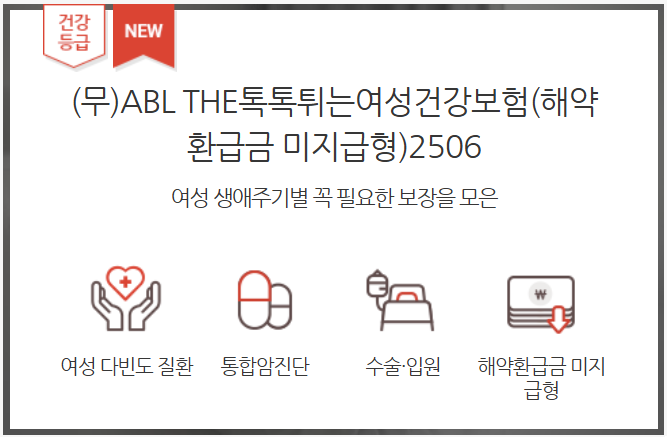 건강
등급
NEW
(무)ABL THE톡톡튀는여성건강보험(해약
환급금 미지급형)2506
여성 생애주기별 꼭 필요한 보장을 모은
여성 다빈도 질환
통합암진단
수술·입원
₩
해약환급금 미지
급형